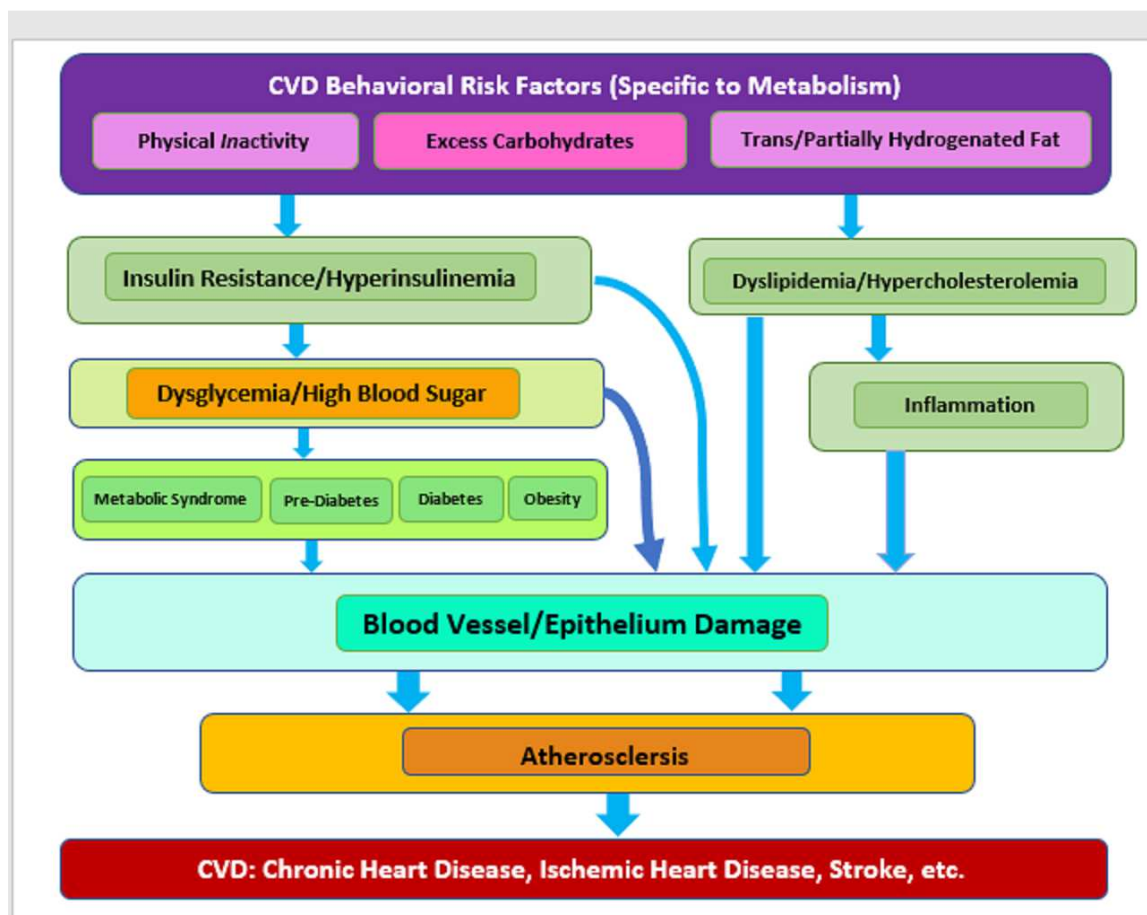 CVD Behavioral Risk Factors (Specific to Metabolism)
Physical Inactivity
Excess Carbohydrates
Trans/Partially Hydrogenated Fat
Insulin Resistance/Hyperinsulinemia
Dyslipidemia/Hypercholesterolemia
Dysglycemia/High Blood Sugar
Inflammation
Metabolic Syndrome
Pre-Diabetes
Diabetes
Obesity
Blood Vessel/Epithelium Damage
Atherosclersis
CVD: Chronic Heart Disease, Ischemic Heart Disease, Stroke, etc.